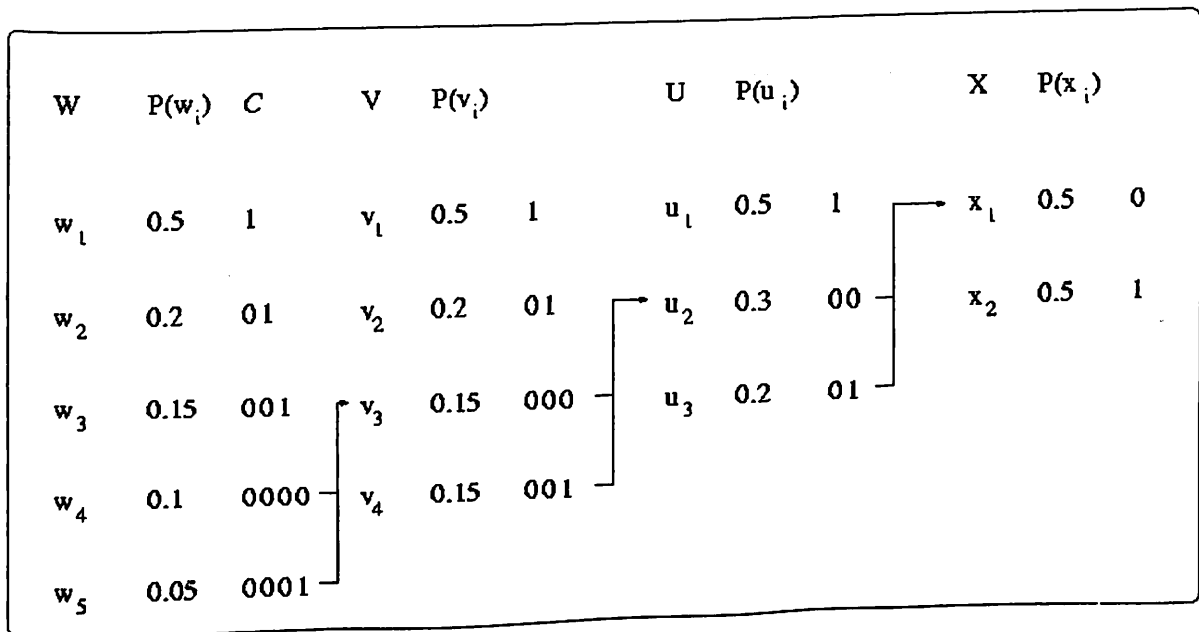 W P(w_i) C V P(v_i) U P(u_i) X P(x_i)
w_1 0.5 1 v_1 0.5 1 u_1 0.5 1 x_1 0.5 0
w_2 0.2 01 v_2 0.2 01 u_2 0.3 00 x_2 0.5 1
w_3 0.15 001 v_3 0.15 000 u_3 0.2 01
w_4 0.1 0000 v_4 0.15 001
w_5 0.05 0001